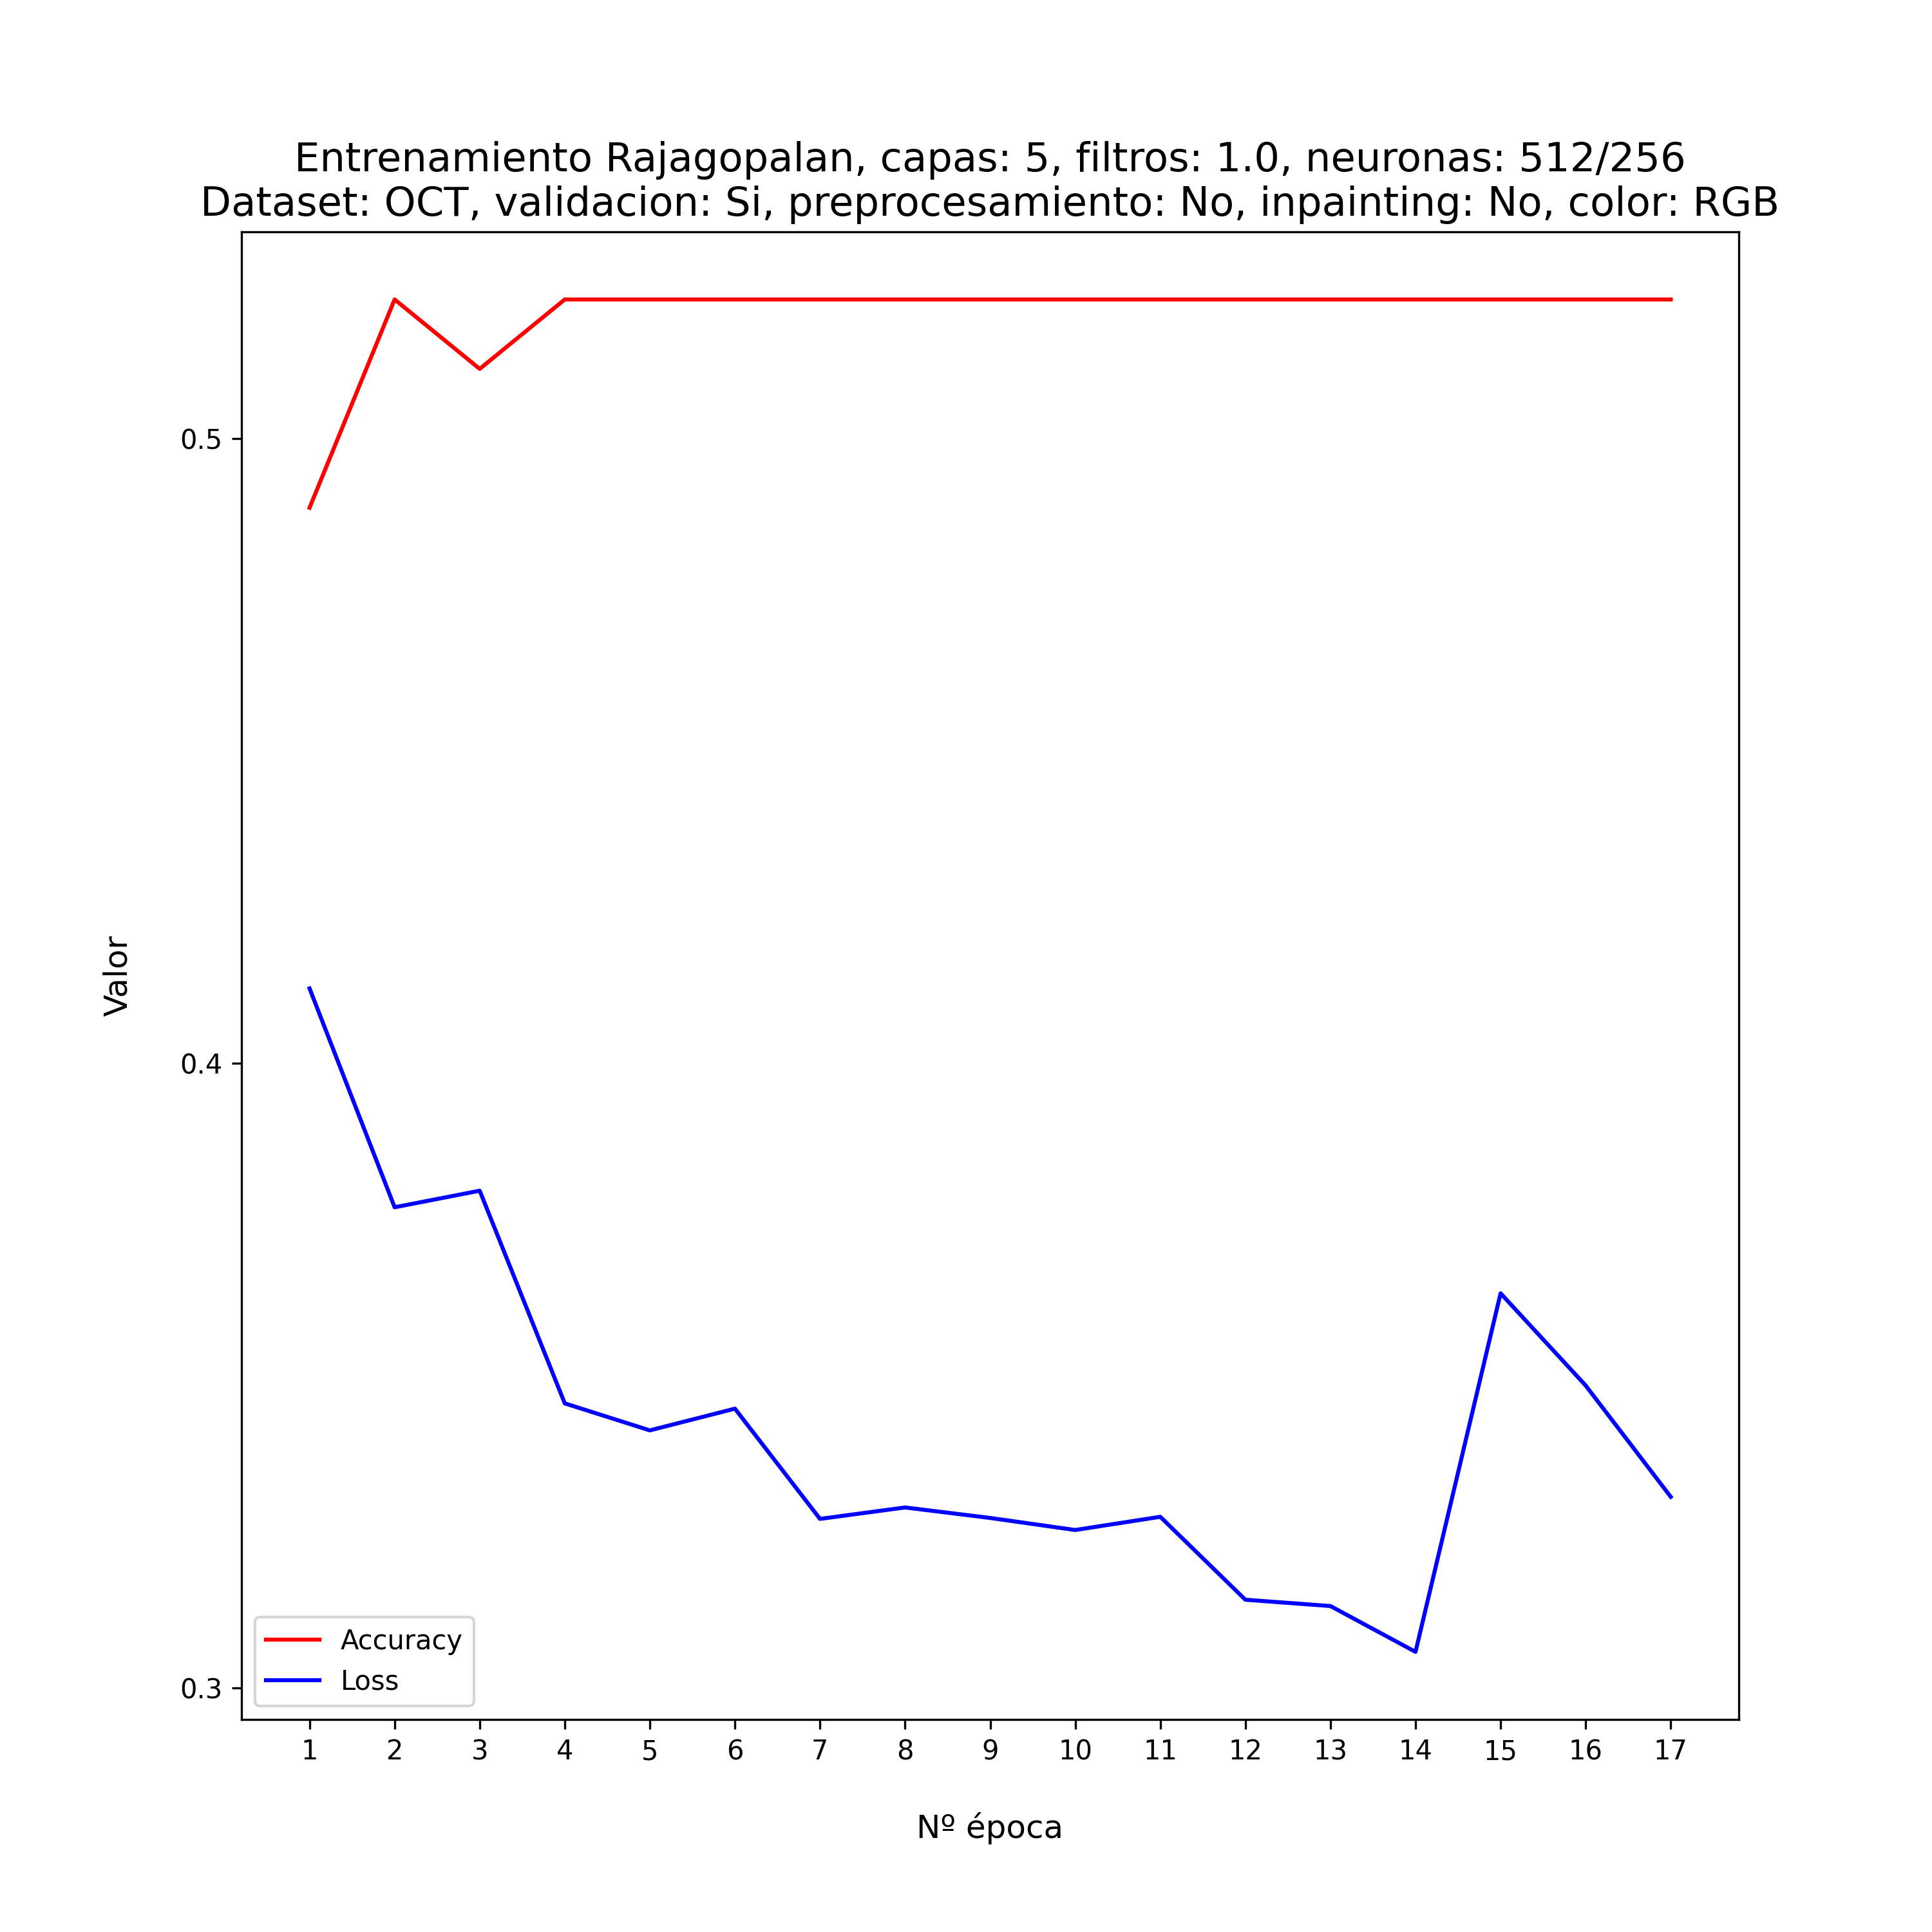 Entrenamiento Rajagopalan, capas: 5, filtros: 1.0, neuronas: 512/256
Dataset: OCT, validacion: Si, preprocesamiento: No, inpainting: No, color: RGB
0.5
Valor
0.4
0.3
Accuracy
Loss
1 2 3 4 5 6 7 8 9 10 11 12 13 14 15 16 17
Nº época